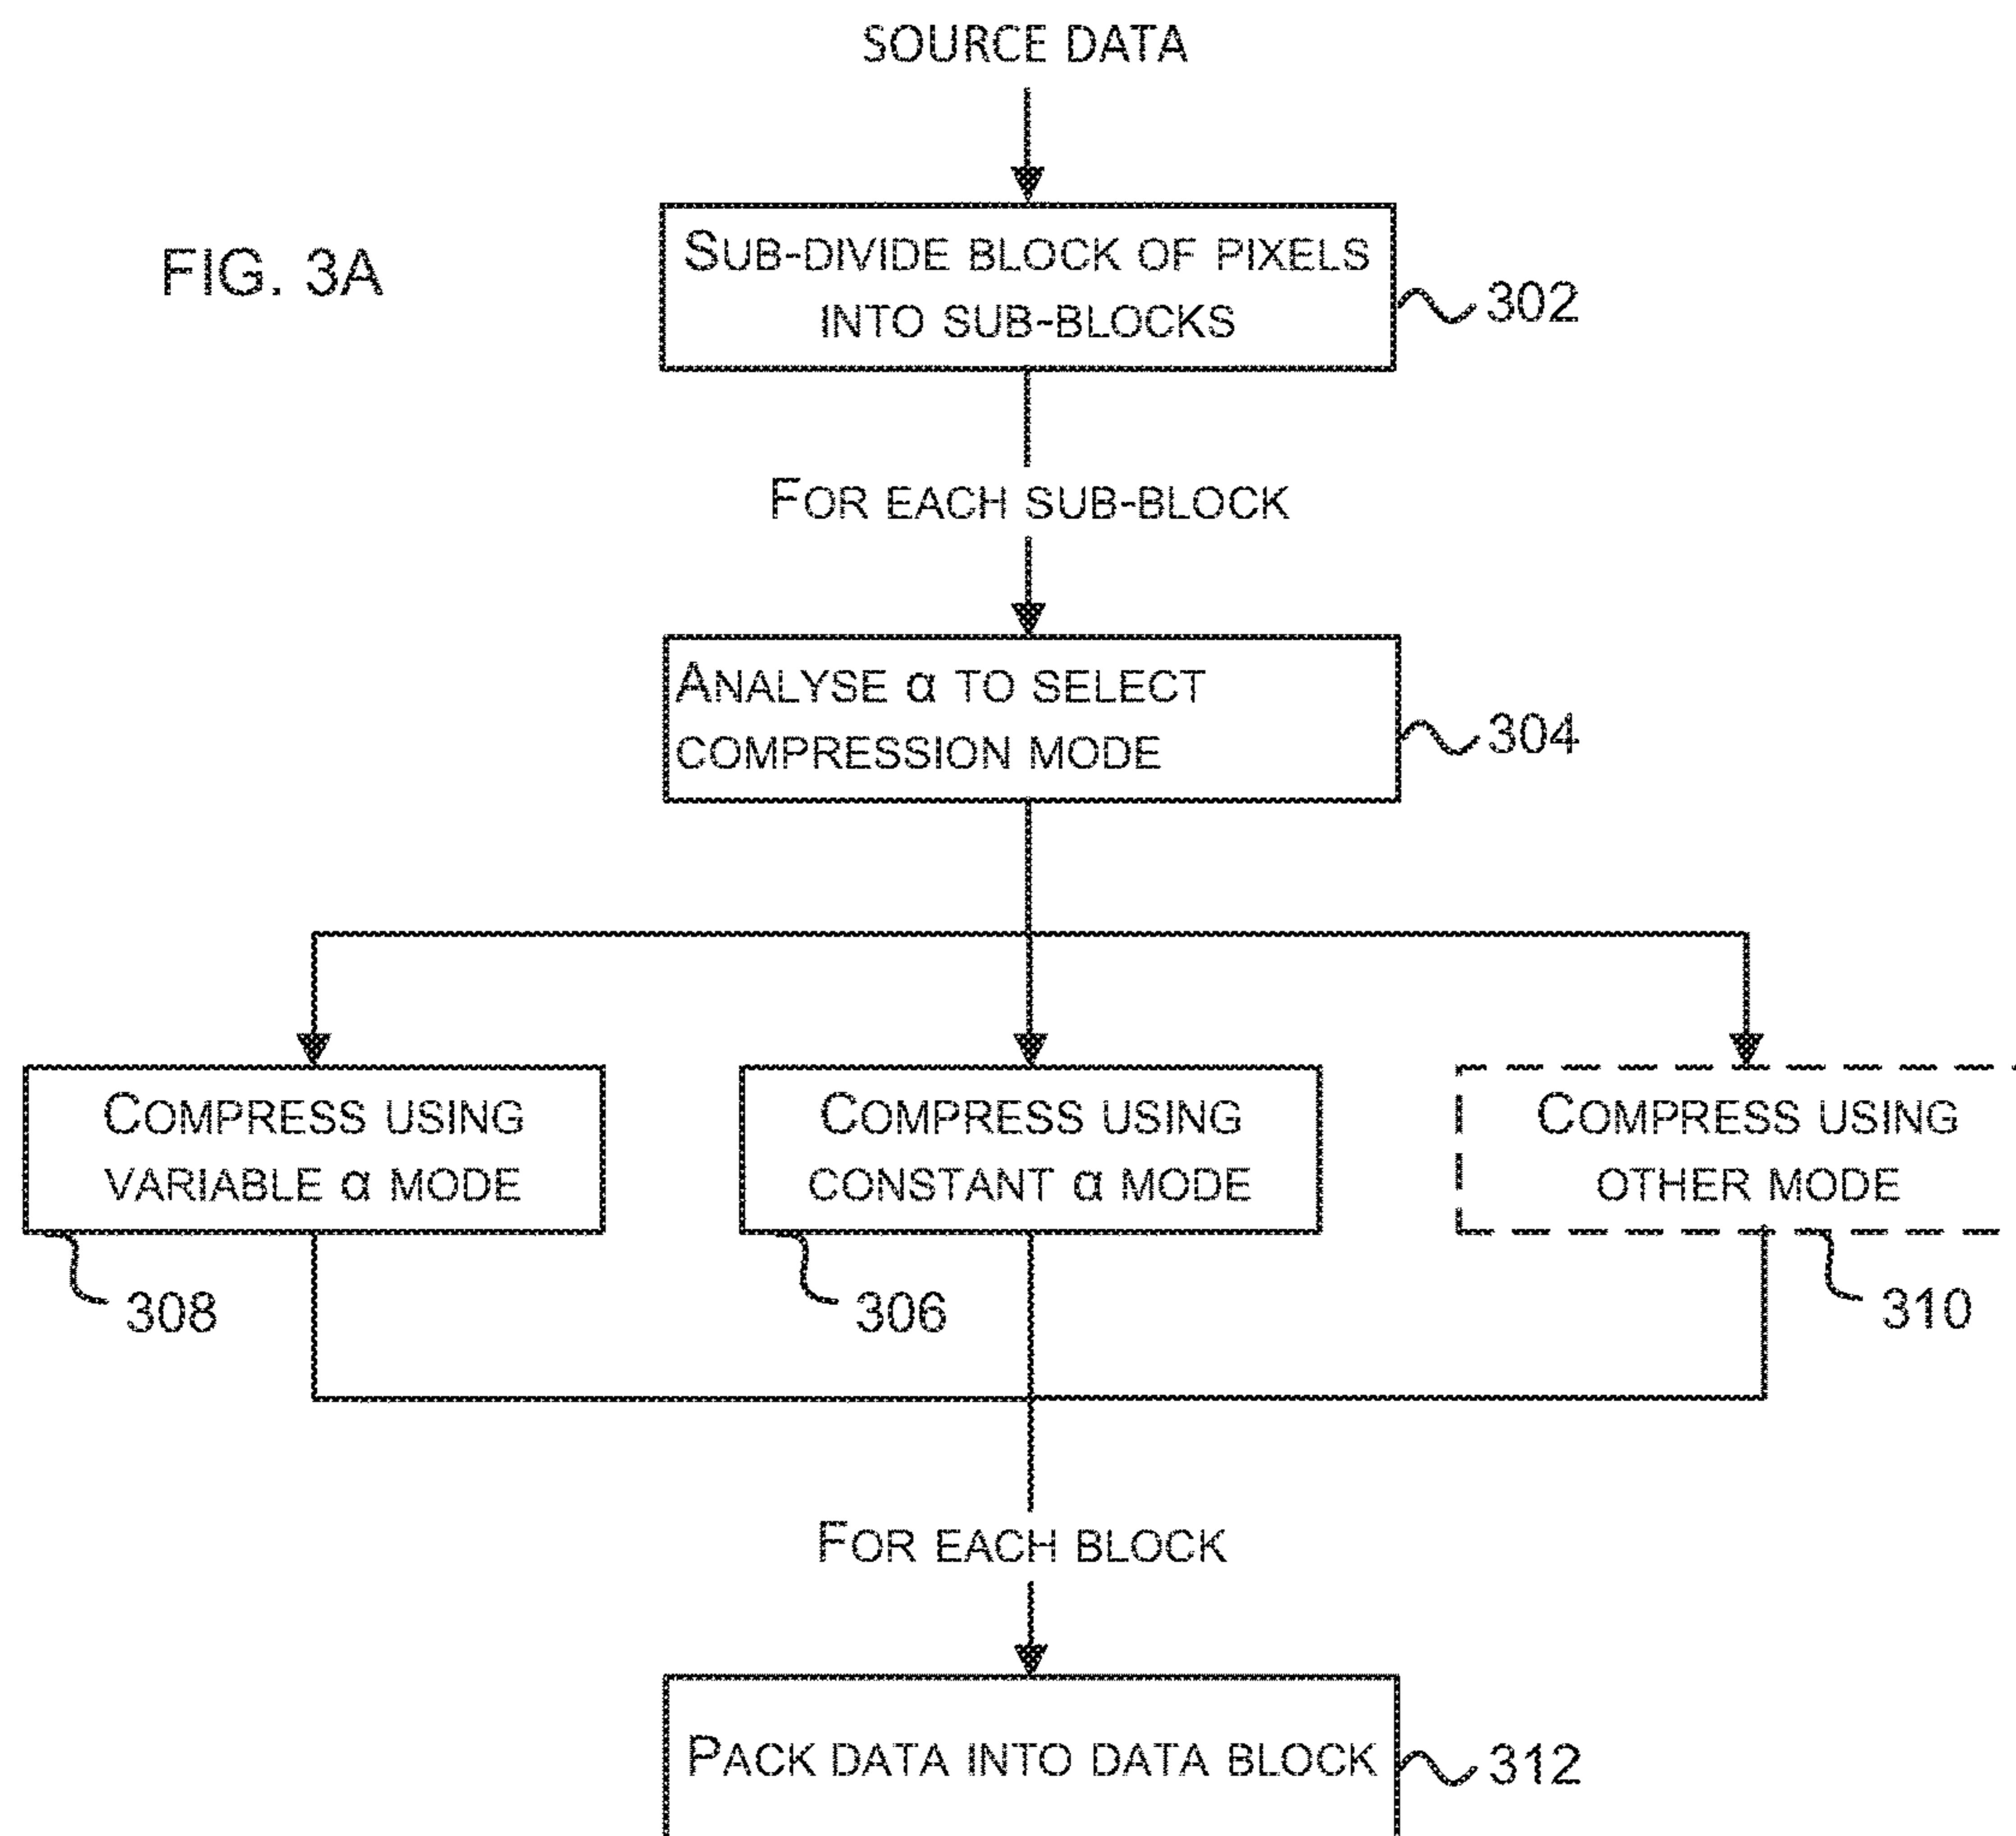 SOURCE DATA
FIG. 3A
SUB-DIVIDE BLOCK OF PIXELS
INTO SUB-BLOCKS
302
FOR EACH SUB-BLOCK
ANALYSE α TO SELECT
COMPRESSION MODE
304
COMPRESS USING
VARIABLE α MODE
308
COMPRESS USING
CONSTANT α MODE
306
COMPRESS USING
OTHER MODE
310
FOR EACH BLOCK
PACK DATA INTO DATA BLOCK
312